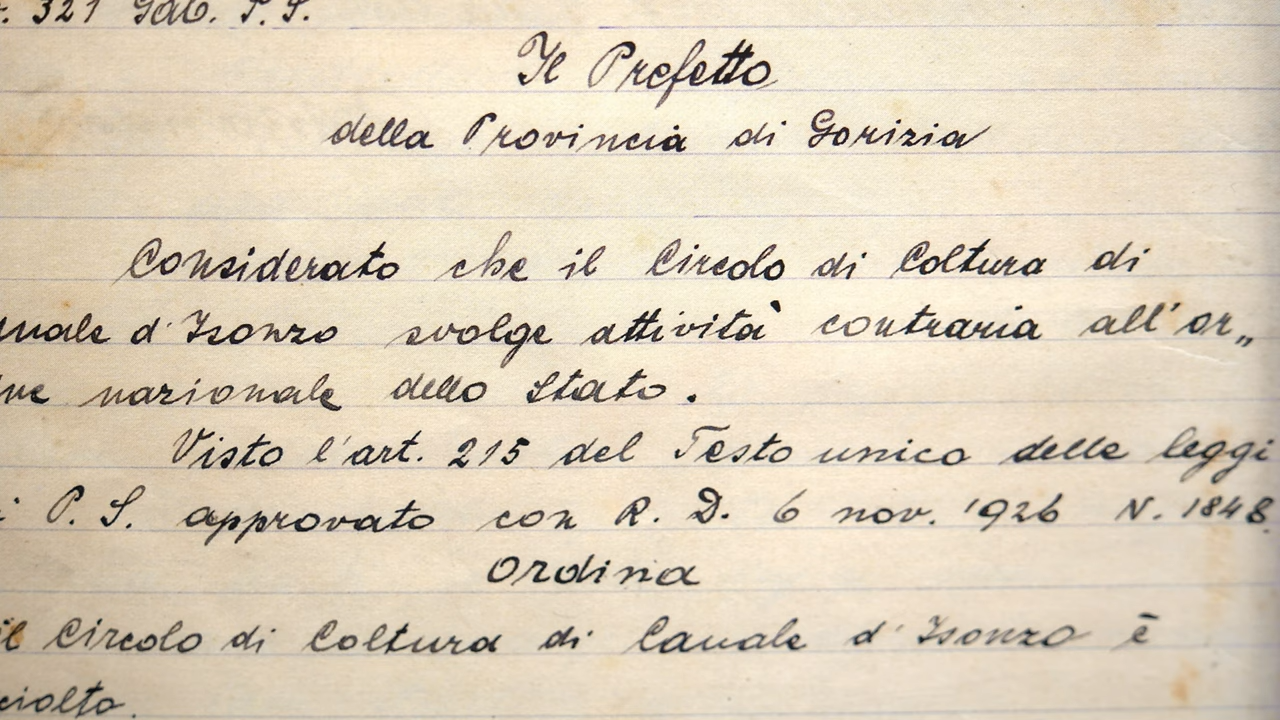 . 321 Gab. P. S.
Il Prefetto
della Provincia di Gorizia
Considerato che il Circolo di Coltura di
nale d'Isonzo svolge attività contraria all'or„
ne nazionale dello Stato.
Visto l'art. 215 del Testo unico delle leggi
i P. S. approvato con R. D. 6 nov. '926 N. 1848.
Ordina
il Circolo di Coltura di Canale d'Isonzo è
ciolto.